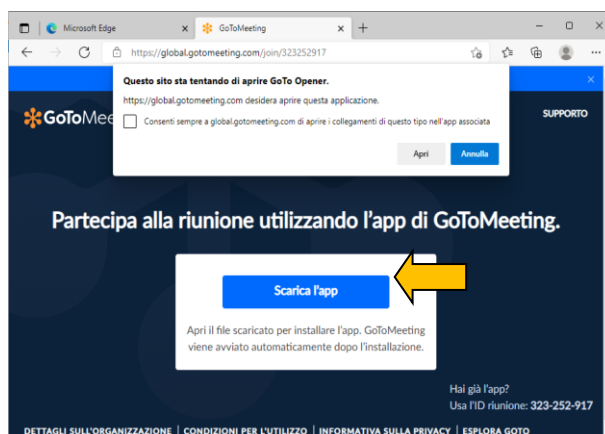 Microsoft Edge
GoToMeeting
https://global.gotomeeting.com/join/323252917
Questo sito sta tentando di aprire GoTo Opener.
https://global.gotomeeting.com desidera aprire questa applicazione.
Consenti sempre a global.gotomeeting.com di aprire i collegamenti di questo tipo nell'app associata
Apri
Annulla
GoToMee
SUPPORTO
Partecipa alla riunione utilizzando l'app di GoToMeeting.
Scarica l'app
Apri il file scaricato per installare l'app. GoToMeeting
viene avviato automaticamente dopo l'installazione.
Hai già l'app?
Usa l'ID riunione: 323-252-917
DETTAGLI SULL'ORGANIZZAZIONE | CONDIZIONI PER L'UTILIZZO | INFORMATIVA SULLA PRIVACY | ESPLORA GOTO